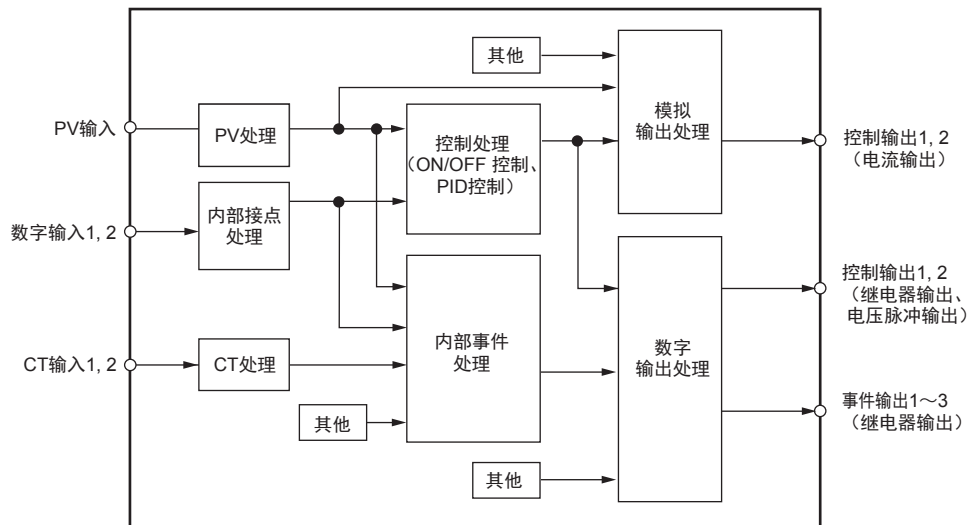 其他
PV输入
PV处理
控制处理
（ON/OFF 控制、
PID控制）
模拟
输出处理
控制输出1, 2
（电流输出）
数字输入1, 2
内部接点
处理
控制输出1, 2
（继电器输出、
电压脉冲输出）
内部事件
处理
数字
输出处理
CT输入1, 2
CT处理
事件输出1～3
（继电器输出）
其他
其他